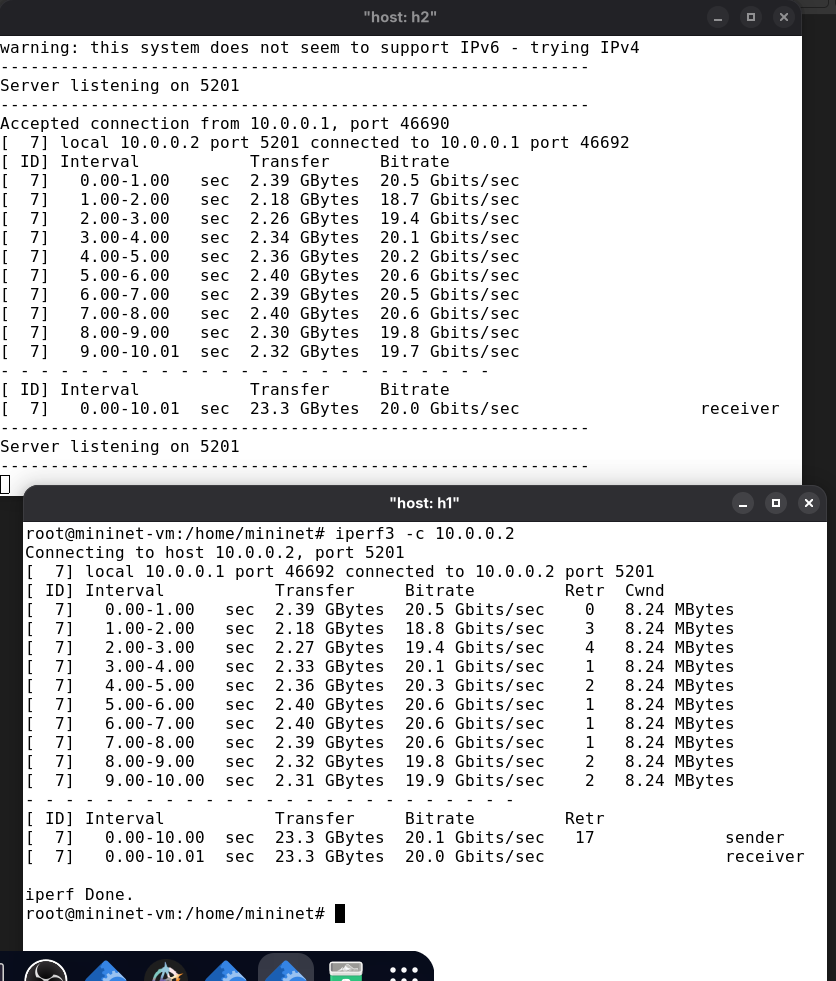 "host: h2"
warning: this system does not seem to support IPv6 - trying IPv4
-----------------------------------------------------------
Server listening on 5201
-----------------------------------------------------------
Accepted connection from 10.0.0.1, port 46690
[  7] local 10.0.0.2 port 5201 connected to 10.0.0.1 port 46692
[ ID] Interval           Transfer     Bitrate
[  7]   0.00-1.00   sec  2.39 GBytes  20.5 Gbits/sec
[  7]   1.00-2.00   sec  2.18 GBytes  18.7 Gbits/sec
[  7]   2.00-3.00   sec  2.26 GBytes  19.4 Gbits/sec
[  7]   3.00-4.00   sec  2.34 GBytes  20.1 Gbits/sec
[  7]   4.00-5.00   sec  2.36 GBytes  20.2 Gbits/sec
[  7]   5.00-6.00   sec  2.40 GBytes  20.6 Gbits/sec
[  7]   6.00-7.00   sec  2.39 GBytes  20.5 Gbits/sec
[  7]   7.00-8.00   sec  2.40 GBytes  20.6 Gbits/sec
[  7]   8.00-9.00   sec  2.30 GBytes  19.8 Gbits/sec
[  7]   9.00-10.01  sec  2.32 GBytes  19.7 Gbits/sec
- - - - - - - - - - - - - - - - - - - - - - - - -
[ ID] Interval           Transfer     Bitrate
[  7]   0.00-10.01  sec  23.3 GBytes  20.0 Gbits/sec                  receiver
-----------------------------------------------------------
Server listening on 5201
-----------------------------------------------------------
"host: h1"
root@mininet-vm:/home/mininet# iperf3 -c 10.0.0.2
Connecting to host 10.0.0.2, port 5201
[  7] local 10.0.0.1 port 46692 connected to 10.0.0.2 port 5201
[ ID] Interval           Transfer     Bitrate         Retr  Cwnd
[  7]   0.00-1.00   sec  2.39 GBytes  20.5 Gbits/sec    0   8.24 MBytes
[  7]   1.00-2.00   sec  2.18 GBytes  18.8 Gbits/sec    3   8.24 MBytes
[  7]   2.00-3.00   sec  2.27 GBytes  19.4 Gbits/sec    4   8.24 MBytes
[  7]   3.00-4.00   sec  2.33 GBytes  20.1 Gbits/sec    1   8.24 MBytes
[  7]   4.00-5.00   sec  2.36 GBytes  20.3 Gbits/sec    2   8.24 MBytes
[  7]   5.00-6.00   sec  2.40 GBytes  20.6 Gbits/sec    1   8.24 MBytes
[  7]   6.00-7.00   sec  2.40 GBytes  20.6 Gbits/sec    1   8.24 MBytes
[  7]   7.00-8.00   sec  2.39 GBytes  20.6 Gbits/sec    1   8.24 MBytes
[  7]   8.00-9.00   sec  2.32 GBytes  19.8 Gbits/sec    2   8.24 MBytes
[  7]   9.00-10.00  sec  2.31 GBytes  19.9 Gbits/sec    2   8.24 MBytes
- - - - - - - - - - - - - - - - - - - - - - - - -
[ ID] Interval           Transfer     Bitrate         Retr
[  7]   0.00-10.00  sec  23.3 GBytes  20.1 Gbits/sec   17             sender
[  7]   0.00-10.01  sec  23.3 GBytes  20.0 Gbits/sec                  receiver
iperf Done.
root@mininet-vm:/home/mininet#